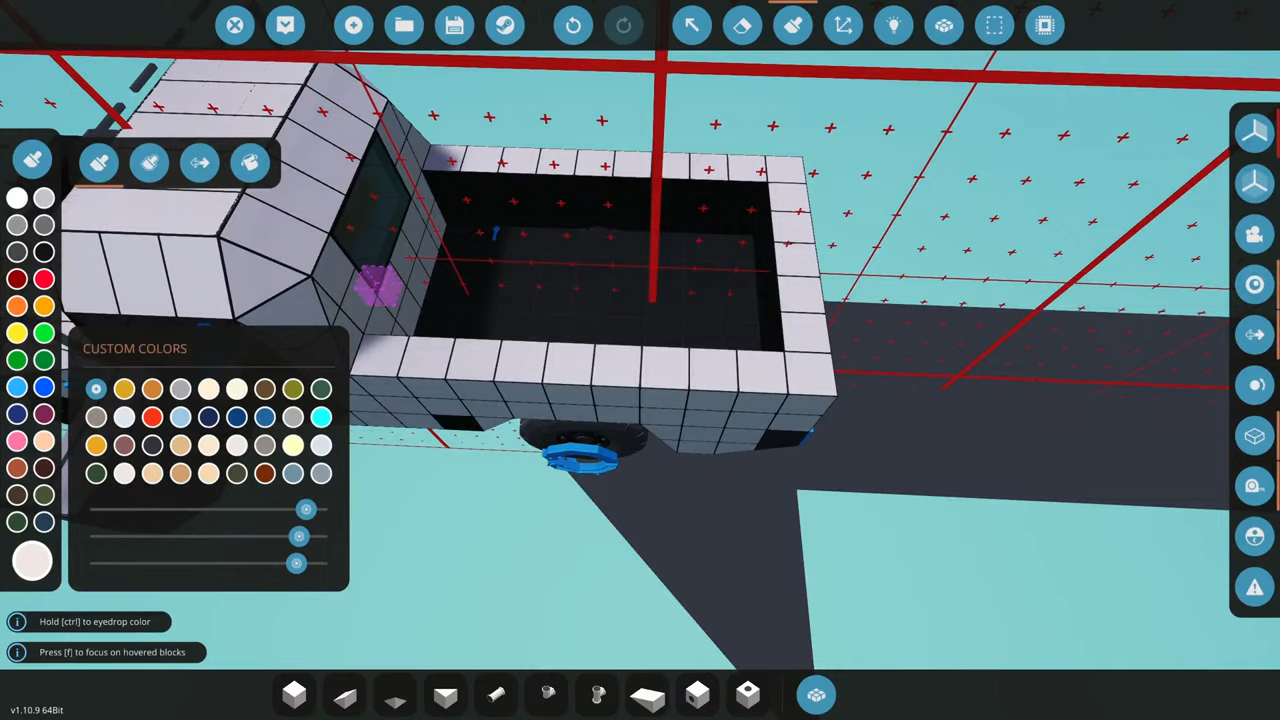 CUSTOM COLORS
Hold [ctrl] to eyedrop color
Press [f] to focus on hovered blocks
v1.10.9 64Bit